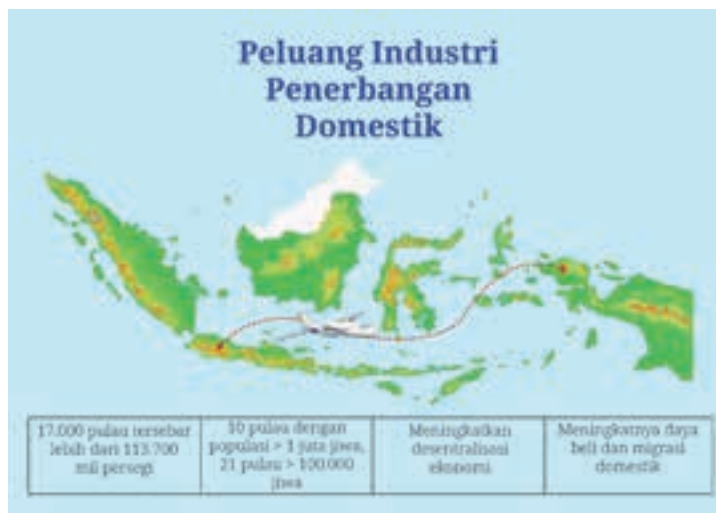 Peluang Industri
Penerbangan
Domestik
17.000 pulau tersebar
lebih dari 113.700
mil persegi
10 pulau dengan
populasi > 1 juta jiwa,
21 pulau > 100.000
jiwa
Meningkatkan
desentralisasi
ekonomi
Meningkatnya daya
beli dan migrasi
domestik